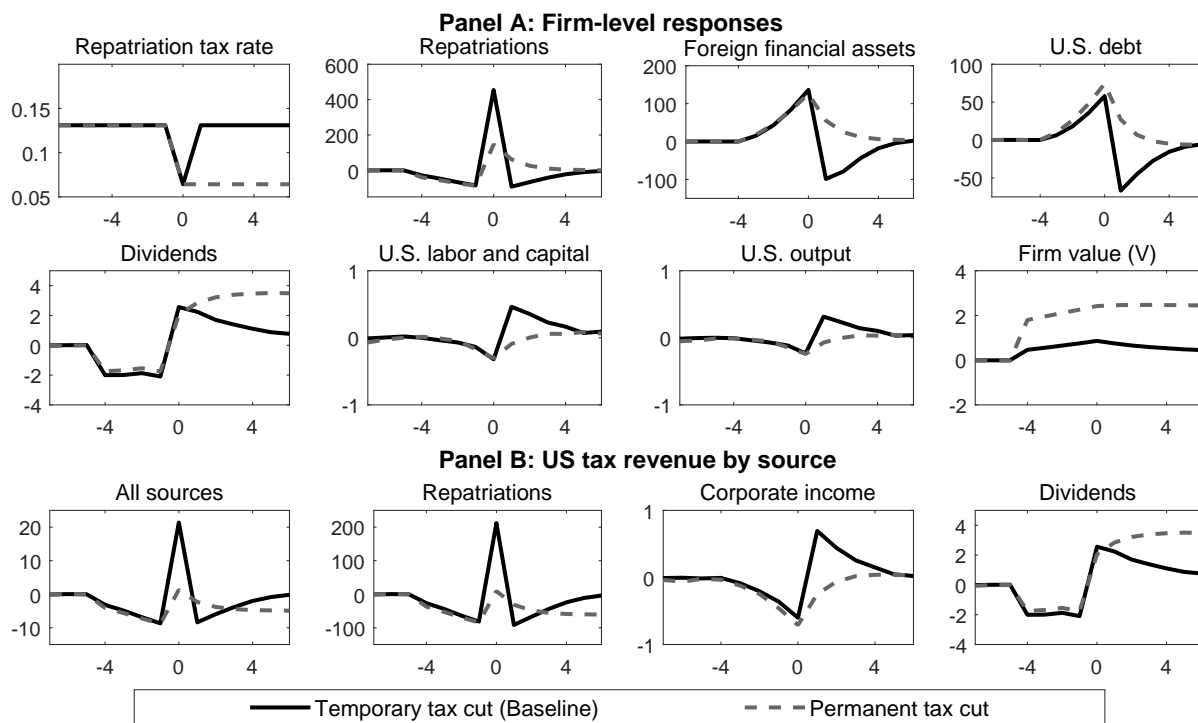 Panel A: Firm-level responses
Repatriation tax rate Repatriations Foreign financial assets U.S. debt
0.15
0.1
0.05
-4 0 4
600
400
200
0
-4 0 4
200
100
0
-100
-4 0 4
100
50
0
-50
-4 0 4
Dividends U.S. labor and capital U.S. output Firm value (V)
4
2
0
-2
-4
-4 0 4
1
0
-1
-4 0 4
1
0
-1
-4 0 4
4
2
0
-2
-4 0 4
Panel B: US tax revenue by source
All sources Repatriations Corporate income Dividends
20
10
0
-10
-4 0 4
200
100
0
-100
-4 0 4
1
0
-1
-4 0 4
4
2
0
-2
-4
-4 0 4
Temporary tax cut (Baseline) Permanent tax cut